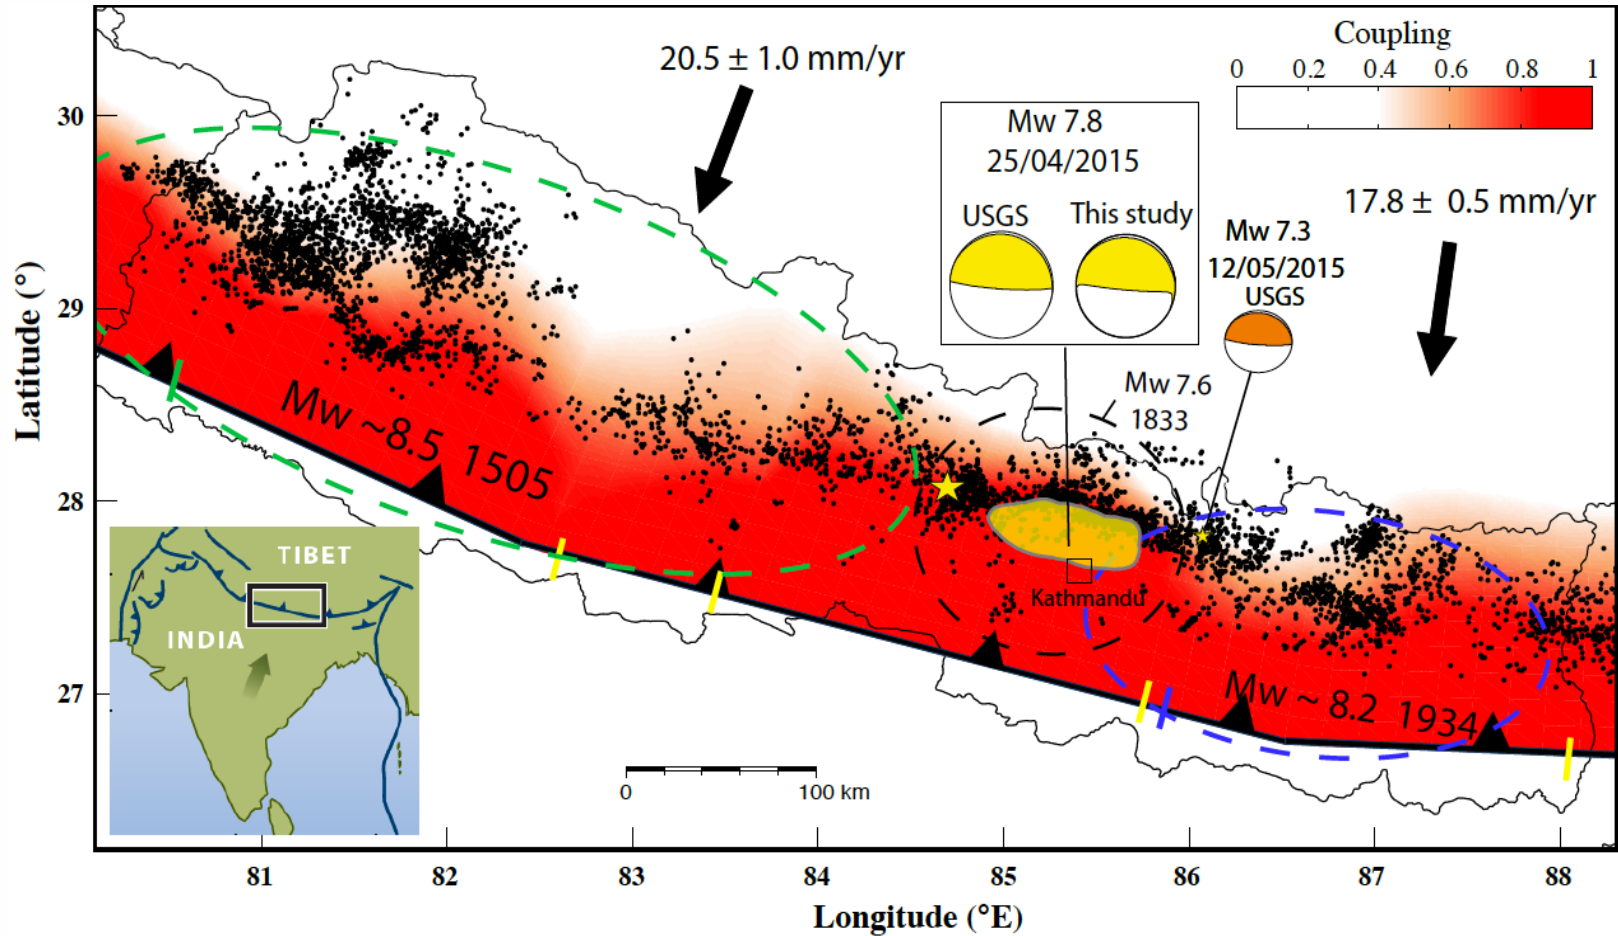 20.5 ± 1.0 mm/yr
Coupling
0 0.2 0.4 0.6 0.8 1
Mw 7.8
25/04/2015
USGS This study
17.8 ± 0.5 mm/yr
Mw 7.3
12/05/2015
USGS
Mw 7.6
1833
Mw ~8.5 1505
Kathmandu
Mw ~ 8.2 1934
TIBET
INDIA
0 100 km
Latitude (°)
30
29
28
27
81 82 83 84 85 86 87 88
Longitude (°E)